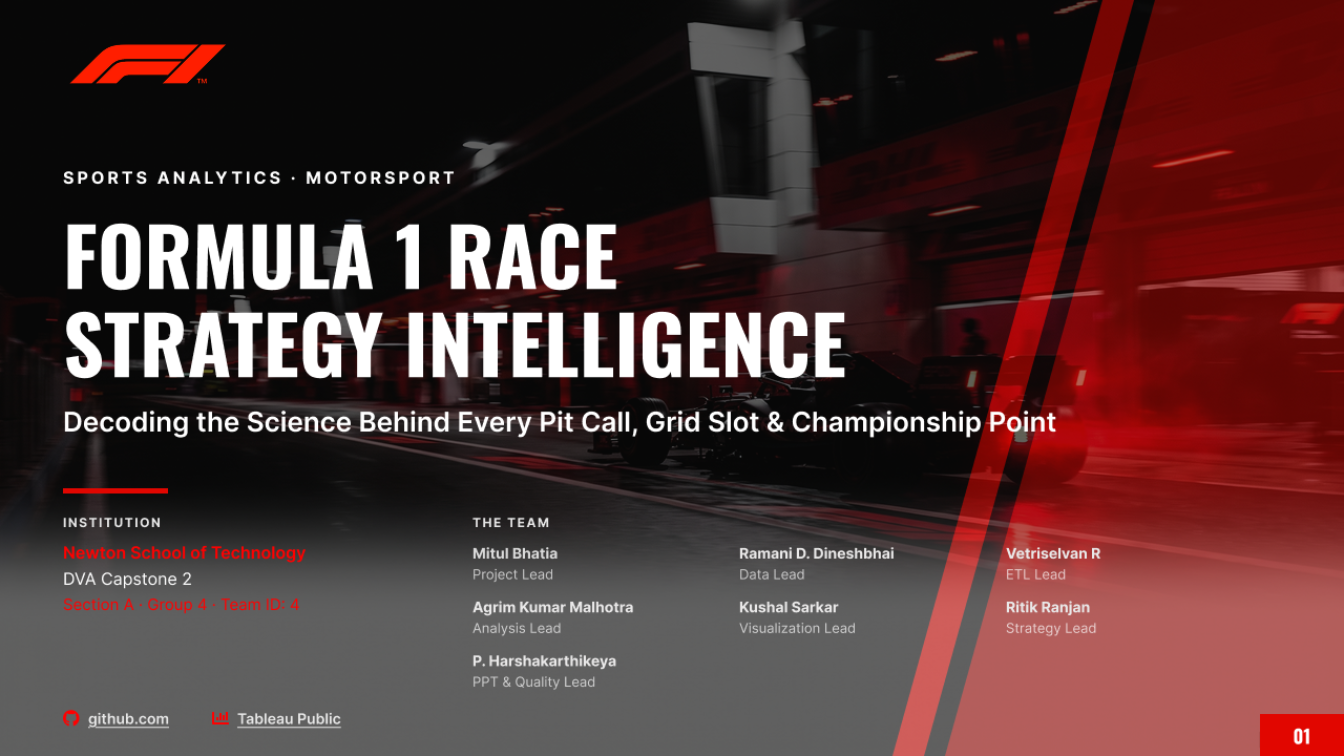 F1
TM
SPORTS ANALYTICS · MOTORSPORT
FORMULA 1 RACE
STRATEGY INTELLIGENCE
Decoding the Science Behind Every Pit Call, Grid Slot & Championship Point
INSTITUTION
Newton School of Technology
DVA Capstone 2
Section A · Group 4 · Team ID: 4
THE TEAM
Mitul Bhatia
Project Lead
Ramani D. Dineshbhai
Data Lead
Vetriselvan R
ETL Lead
Agrim Kumar Malhotra
Analysis Lead
Kushal Sarkar
Visualization Lead
Ritik Ranjan
Strategy Lead
P. Harshakarthikeya
PPT & Quality Lead
github.com
Tableau Public
01